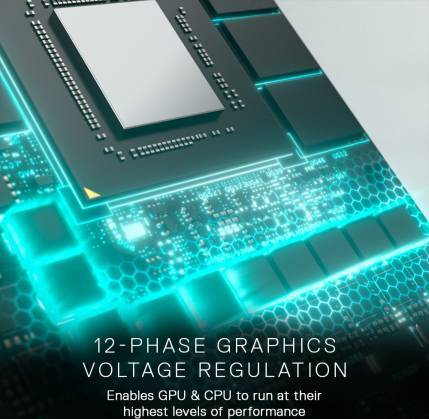 12-PHASE GRAPHICS
VOLTAGE REGULATION
Enables GPU & CPU to run at their
highest levels of performance